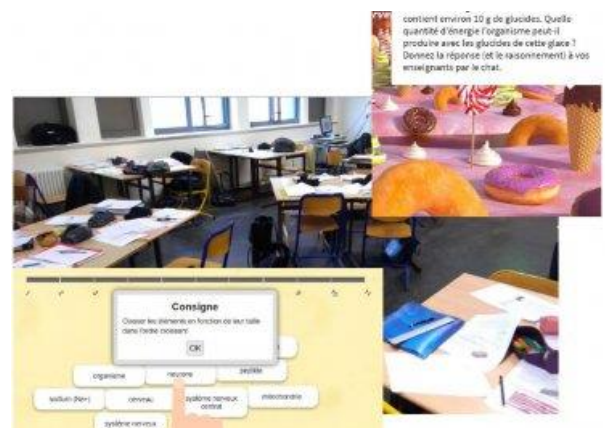 contient environ 10 g de glucides. Quelle
quantité d'énergie l'organisme peut-il
produire avec les glucides de cette glace ?
Donnez la réponse (et le raisonnement) à vos
enseignants par le chat.
Consigne
Classer les éléments en fonction de leur taille
dans l'ordre croissant
OK
organisme
neurone
peptide
sodium (Na+)
cerveau
système nerveux
central
mitochondrie
système nerveux